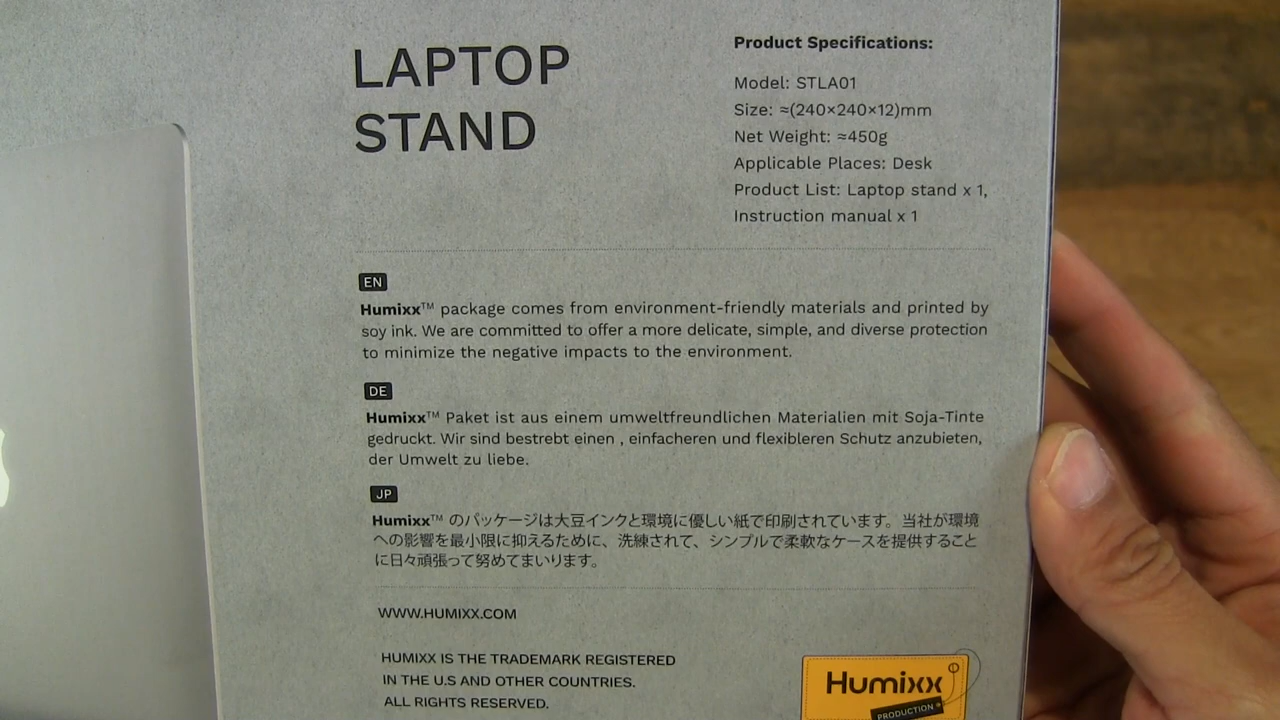 LAPTOP
STAND
Product Specifications:
Model: STLA01
Size: ≈(240×240×12)mm
Net Weight: ≈450g
Applicable Places: Desk
Product List: Laptop stand x 1,
Instruction manual x 1
EN
Humixx™ package comes from environment-friendly materials and printed by
soy ink. We are committed to offer a more delicate, simple, and diverse protection
to minimize the negative impacts to the environment.
DE
Humixx™ Paket ist aus einem umweltfreundlichen Materialien mit Soja-Tinte
gedruckt. Wir sind bestrebt einen , einfacheren und flexibleren Schutz anzubieten,
der Umwelt zu liebe.
JP
Humixx™ のパッケージは大豆インクと環境に優しい紙で印刷されています。当社が環境
への影響を最小限に抑えるために、洗練されて、シンプルで柔軟なケースを提供すること
に日々頑張って努めてまいります。
WWW.HUMIXX.COM
HUMIXX IS THE TRADEMARK REGISTERED
IN THE U.S AND OTHER COUNTRIES.
ALL RIGHTS RESERVED.
Humixx
PRODUCTION